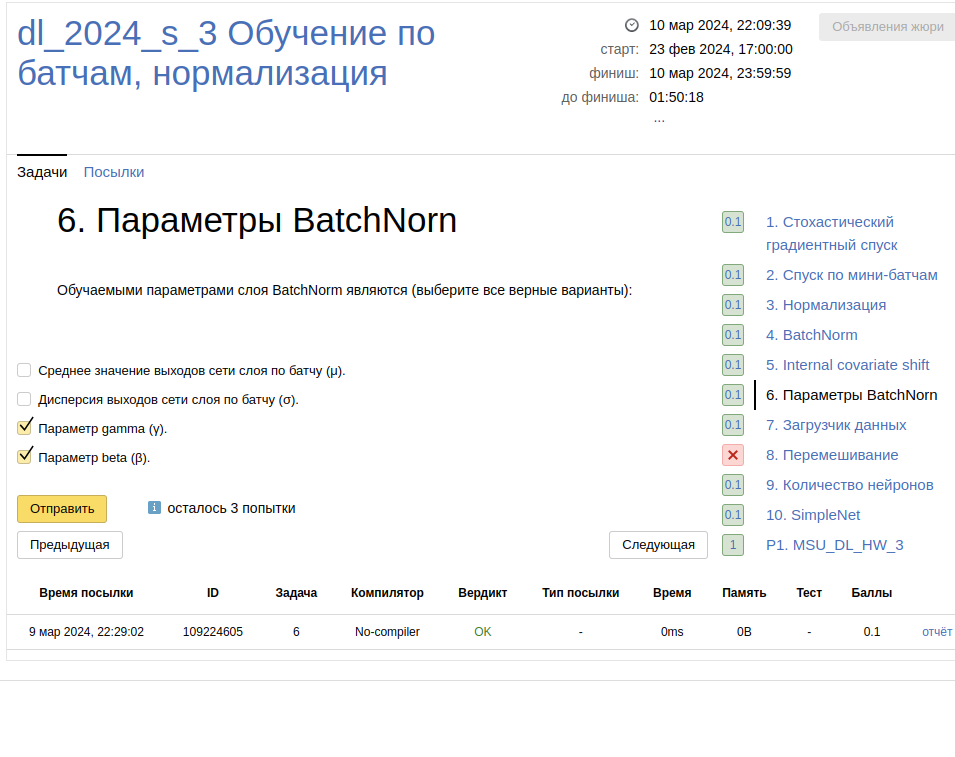 dl_2024_s_3 Обучение по
батчам, нормализация
10 мар 2024, 22:09:39
старт: 23 фев 2024, 17:00:00
финиш: 10 мар 2024, 23:59:59
до финиша: 01:50:18
...
Объявления жюри
Задачи Посылки
6. Параметры BatchNorn
Обучаемыми параметрами слоя BatchNorm являются (выберите все верные варианты):
Среднее значение выходов сети слоя по батчу (μ).
Дисперсия выходов сети слоя по батчу (σ).
Параметр gamma (γ).
Параметр beta (β).
Отправить
i осталось 3 попытки
Предыдущая
Следующая
0.1 1. Стохастический
градиентный спуск
0.1 2. Спуск по мини-батчам
0.1 3. Нормализация
0.1 4. BatchNorm
0.1 5. Internal covariate shift
0.1 6. Параметры BatchNorn
0.1 7. Загрузчик данных
8. Перемешивание
0.1 9. Количество нейронов
0.1 10. SimpleNet
1 P1. MSU_DL_HW_3
Время посылки ID Задача Компилятор Вердикт Тип посылки Время Память Тест Баллы
9 мар 2024, 22:29:02 109224605 6 No-compiler OK - 0ms 0B - 0.1 отчёт